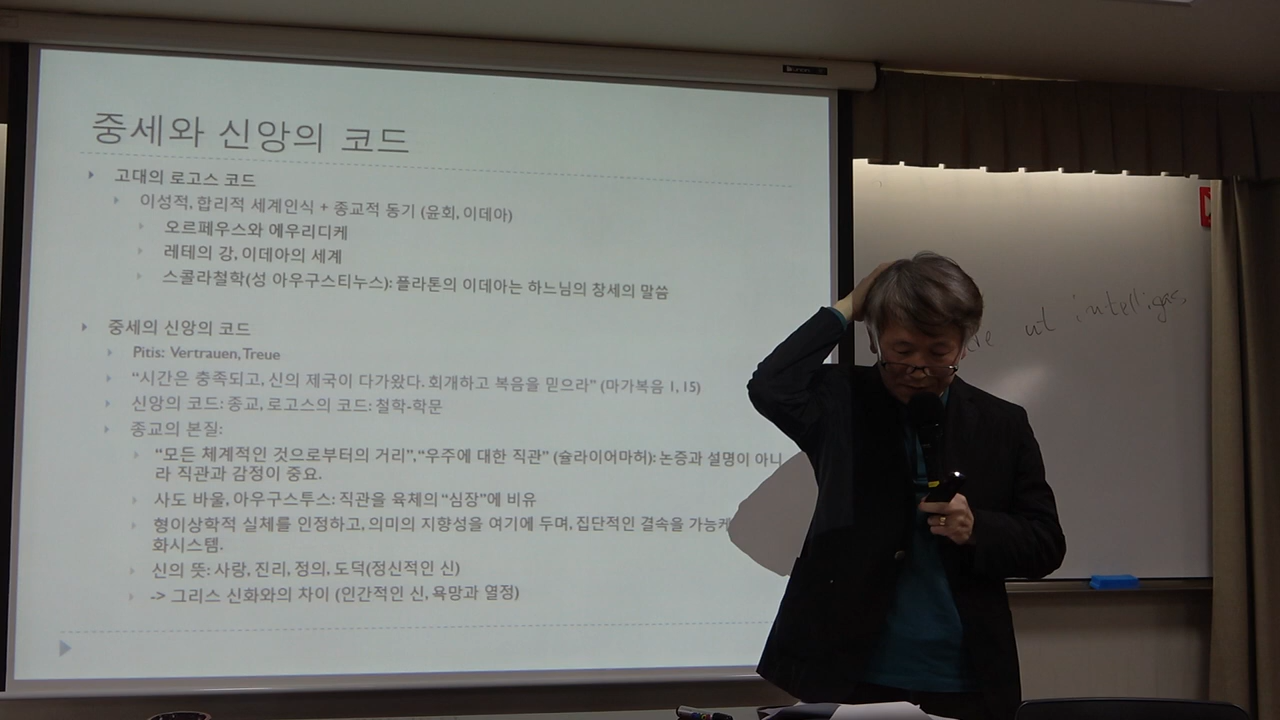 중세와 신앙의 코드
고대의 로고스 코드
이성적, 합리적 세계인식 + 종교적 동기 (윤회, 이데아)
오르페우스와 에우리디케
레테의 강, 이데아의 세계
스콜라철학(성 아우구스티누스): 플라톤의 이데아는 하느님의 창세의 말씀
중세의 신앙의 코드
Pitis: Vertrauen, Treue
“시간은 충족되고, 신의 제국이 다가왔다. 회개하고 복음을 믿으라” (마가복음 1, 15)
신앙의 코드: 종교, 로고스의 코드: 철학-학문
종교의 본질:
“모든 체계적인 것으로부터의 거리”, “우주에 대한 직관” (슐라이어마허): 논증과 설명이 아니
라 직관과 감정이 중요.
사도 바울, 아우구스투스: 직관을 육체의 “심장”에 비유
형이상학적 실체를 인정하고, 의미의 지향성을 여기에 두며, 집단적인 결속을 가능케
화시스템.
신의 뜻: 사랑, 진리, 정의, 도덕(정신적인 신)
-> 그리스 신화와의 차이 (인간적인 신, 욕망과 열정)
ut intelligas